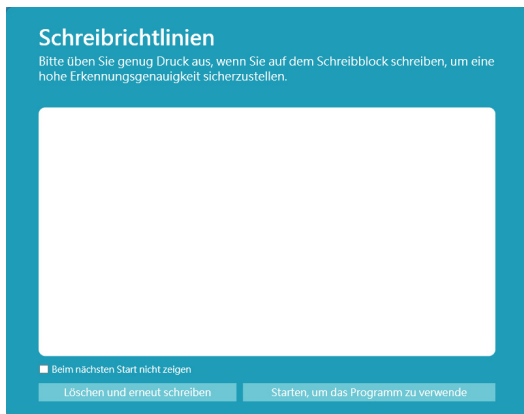 Schreibrichtlinien
Bitte üben Sie genug Druck aus, wenn Sie auf dem Schreibblock schreiben, um eine
hohe Erkennungsgenauigkeit sicherzustellen.
Beim nächsten Start nicht zeigen
Löschen und erneut schreiben
Starten, um das Programm zu verwende